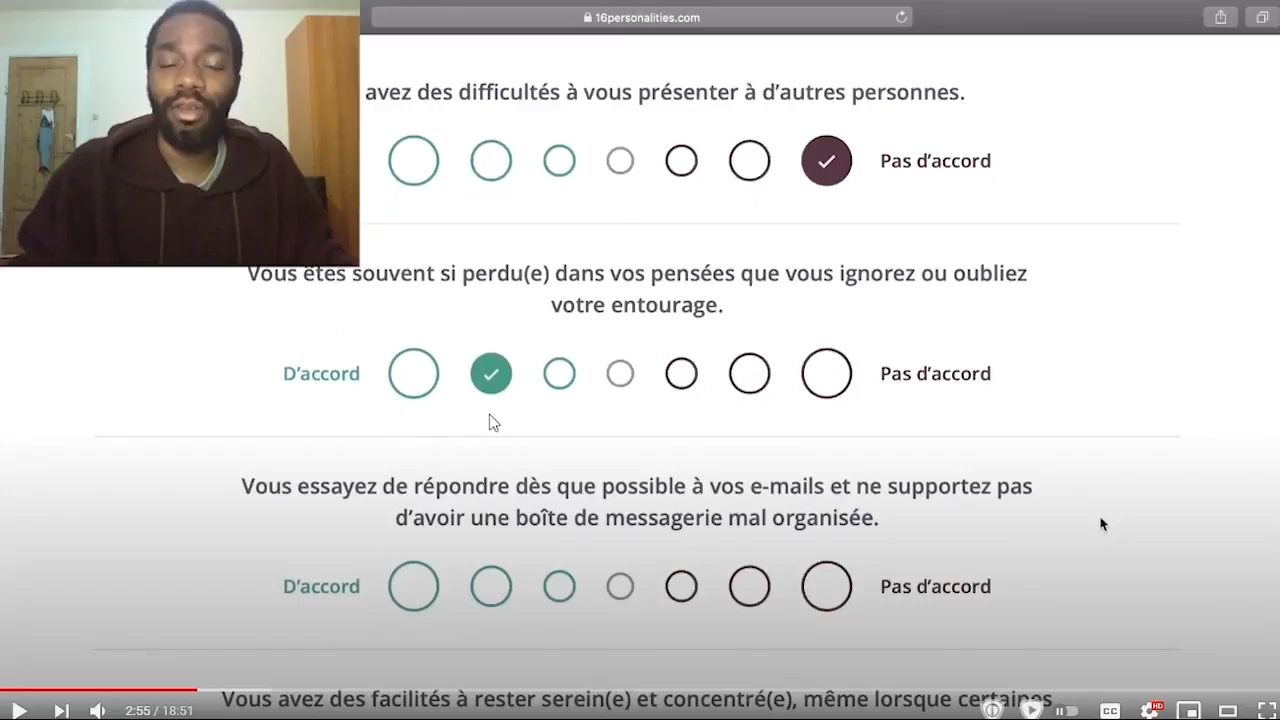 16personalities.com
avez des difficultés à vous présenter à d'autres personnes.
Pas d'accord
Vous êtes souvent si perdu(e) dans vos pensées que vous ignorez ou oubliez
votre entourage.
D'accord Pas d'accord
Vous essayez de répondre dès que possible à vos e-mails et ne supportez pas
d'avoir une boîte de messagerie mal organisée.
D'accord Pas d'accord
Vous avez des facilités à rester serein(e) et concentré(e), même lorsque certaines
2:55 / 18:51 CC HD